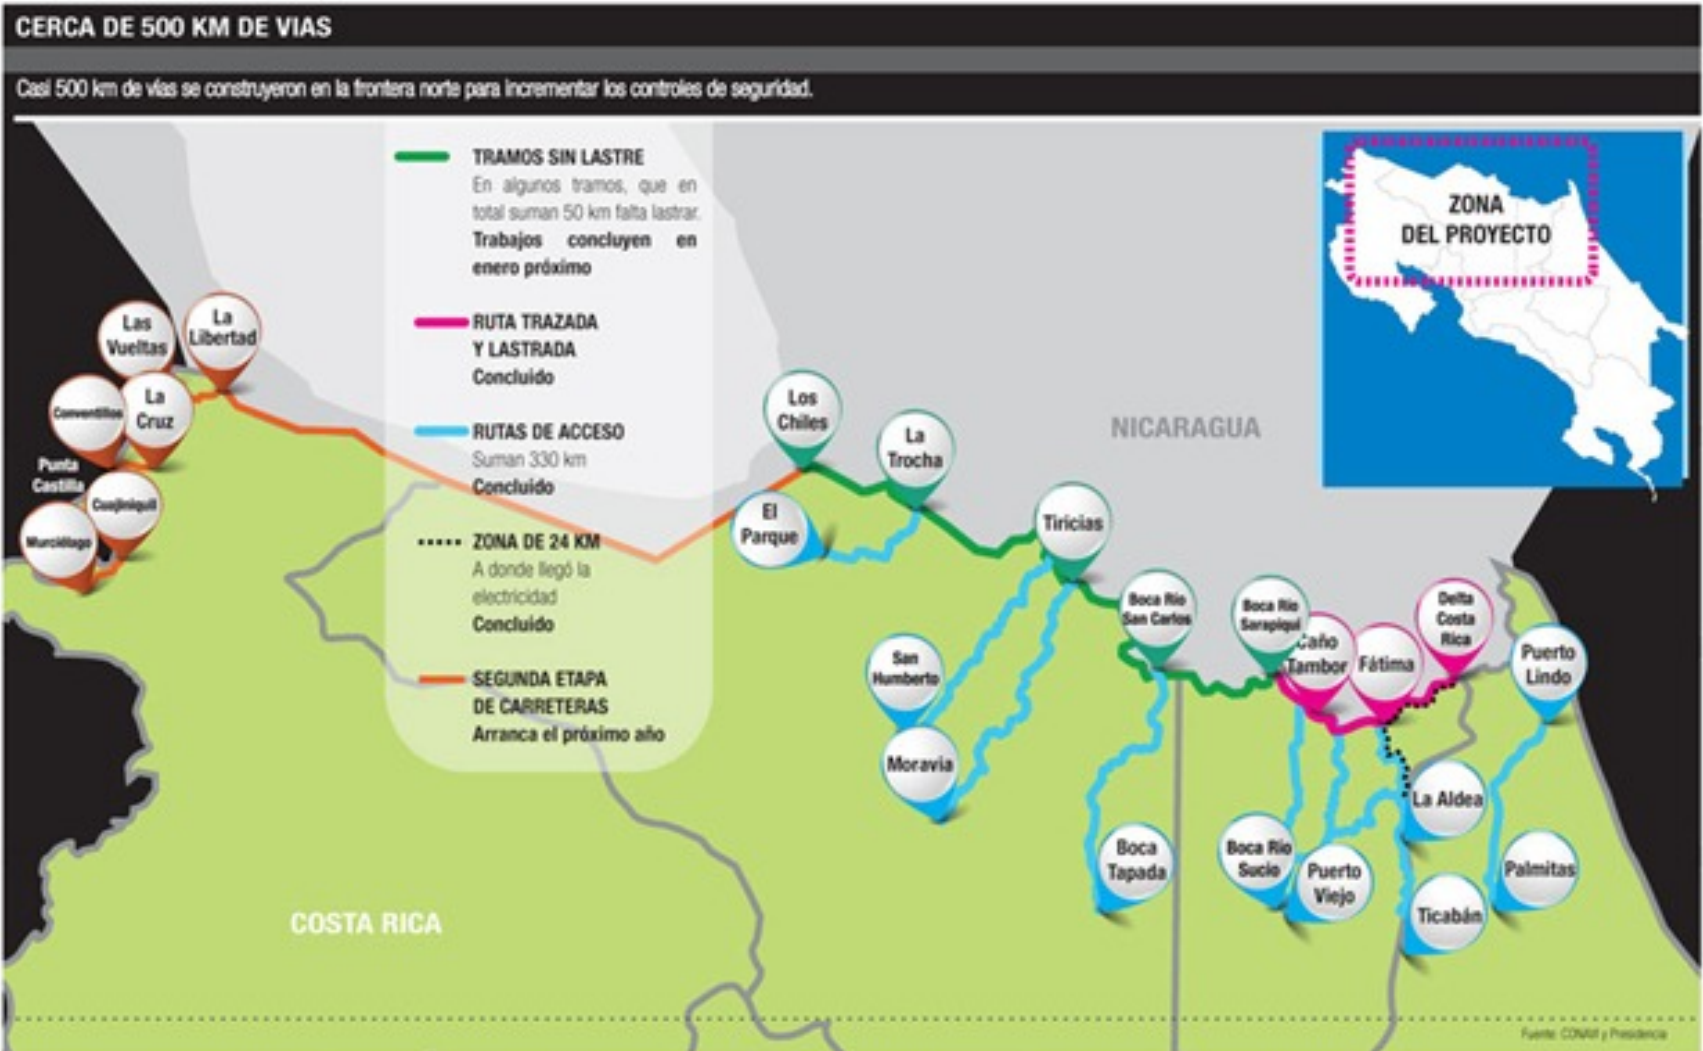 CERCA DE 500 KM DE VIAS
Casi 500 km de vías se construyeron en la frontera norte para incrementar los controles de seguridad.
TRAMOS SIN LASTRE
En algunos tramos, que en
total suman 50 km falta lastrar.
Trabajos concluyen en
enero próximo
RUTA TRAZADA
Y LASTRADA
Concluido
RUTAS DE ACCESO
Suman 330 km
Concluido
ZONA DE 24 KM
A donde llegó la
electricidad
Concluido
SEGUNDA ETAPA
DE CARRETERAS
Arranca el próximo año
ZONA
DEL PROYECTO
NICARAGUA
COSTA RICA
Las
Vueltas
La
Libertad
Conventillos
La
Cruz
Punta
Castilla
Cuajiniquil
Murciélago
Los
Chiles
La
Trocha
El
Parque
Tiricias
San
Humberto
Moravia
Boca Río
San Carlos
Boca Río
Sarapiquí
Caño
Tambor
Fátima
Delta
Costa
Rica
Puerto
Lindo
Boca
Tapada
Boca Río
Sucio
Puerto
Viejo
La Aldea
Ticabán
Palmitas
Fuente: CONAVI y Presidencia